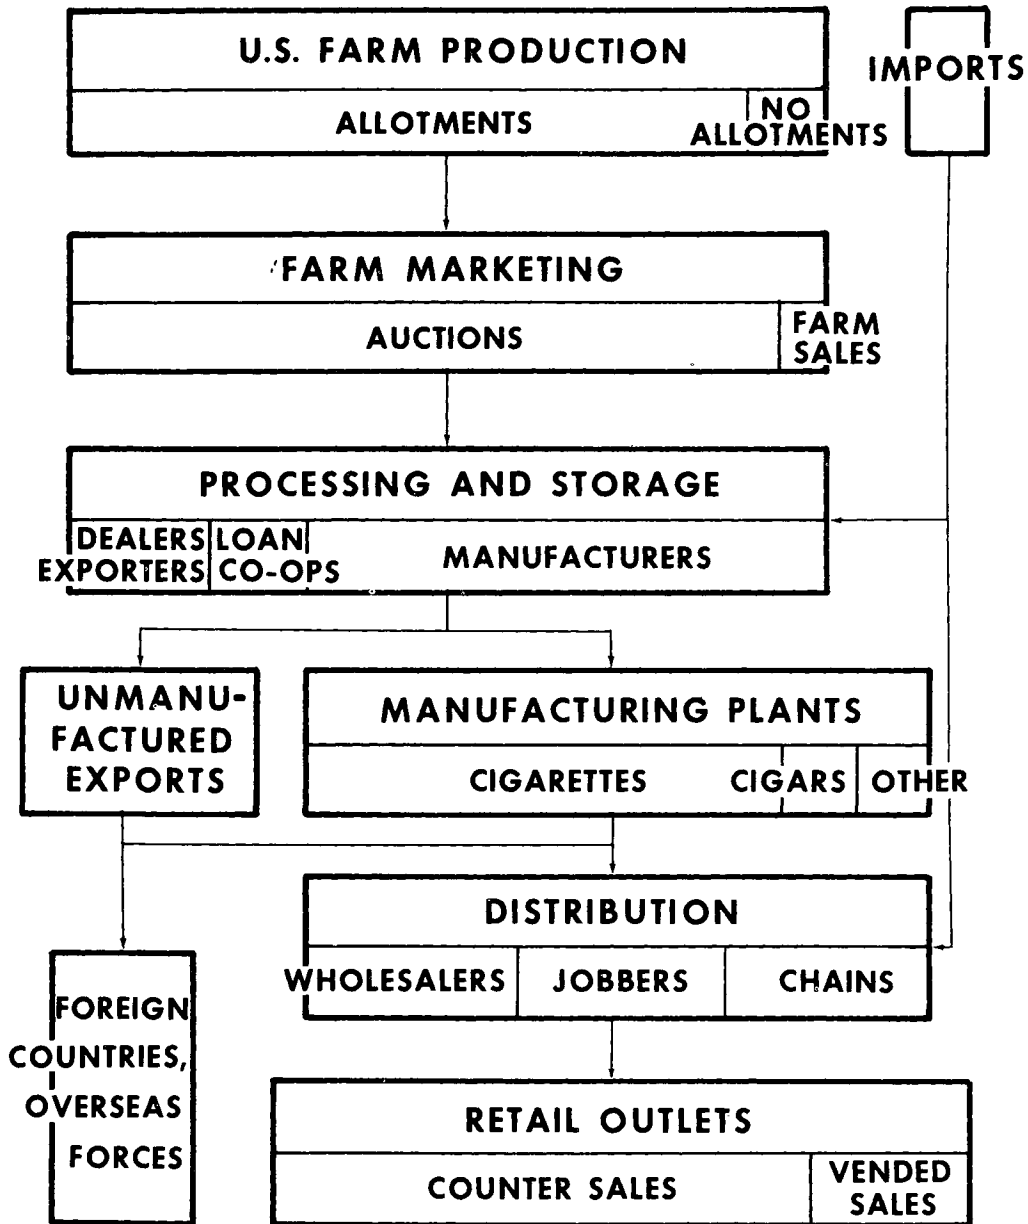 U.S. FARM PRODUCTION
ALLOTMENTS
NO
ALLOTMENTS
IMPORTS
FARM MARKETING
AUCTIONS
FARM
SALES
PROCESSING AND STORAGE
DEALERS
EXPORTERS
LOAN
CO-OPS
MANUFACTURERS
UNMANU-
FACTURED
EXPORTS
MANUFACTURING PLANTS
CIGARETTES
CIGARS
OTHER
DISTRIBUTION
WHOLESALERS
JOBBERS
CHAINS
FOREIGN
COUNTRIES,
OVERSEAS
FORCES
RETAIL OUTLETS
COUNTER SALES
VENDED
SALES